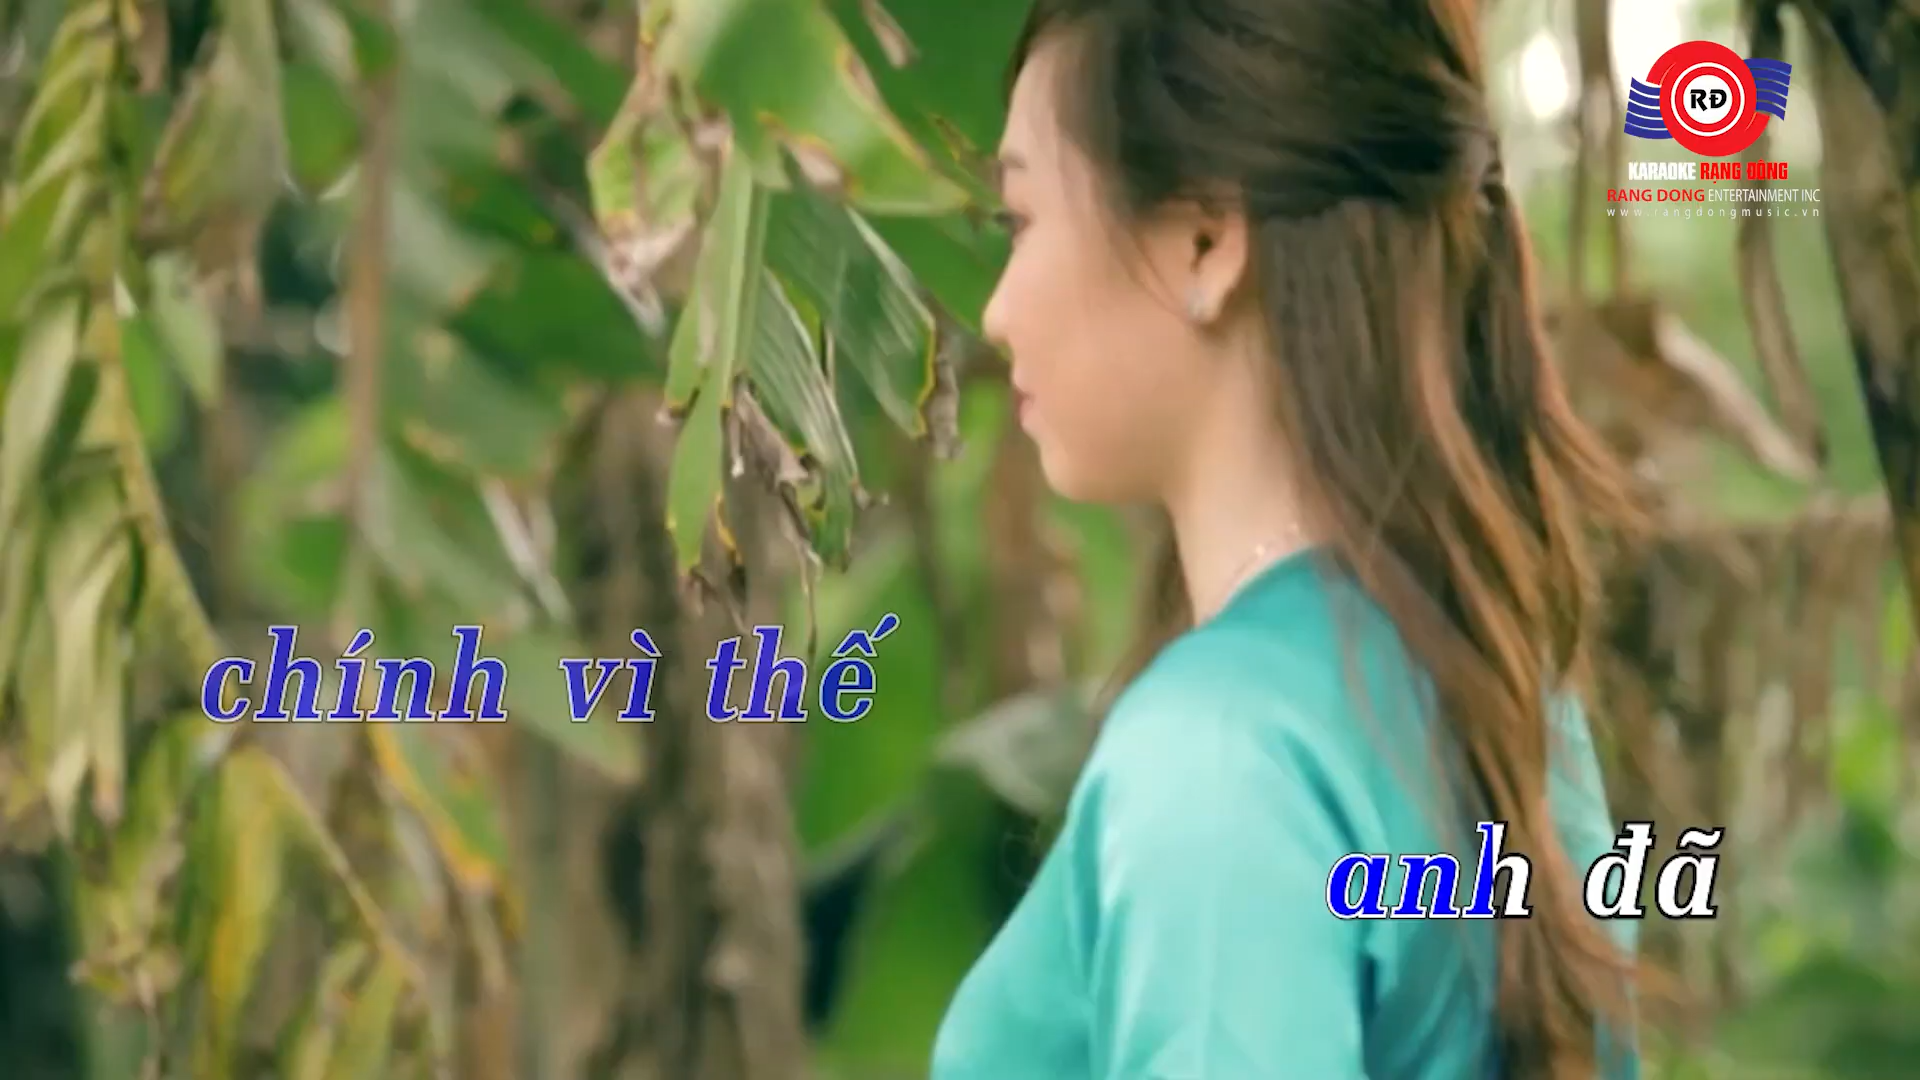 RĐ
KARAOKE RẠNG ĐÔNG
RANG DONG ENTERTAINMENT INC
www.rangdongmusic.vn
chính vì thế
anh đã